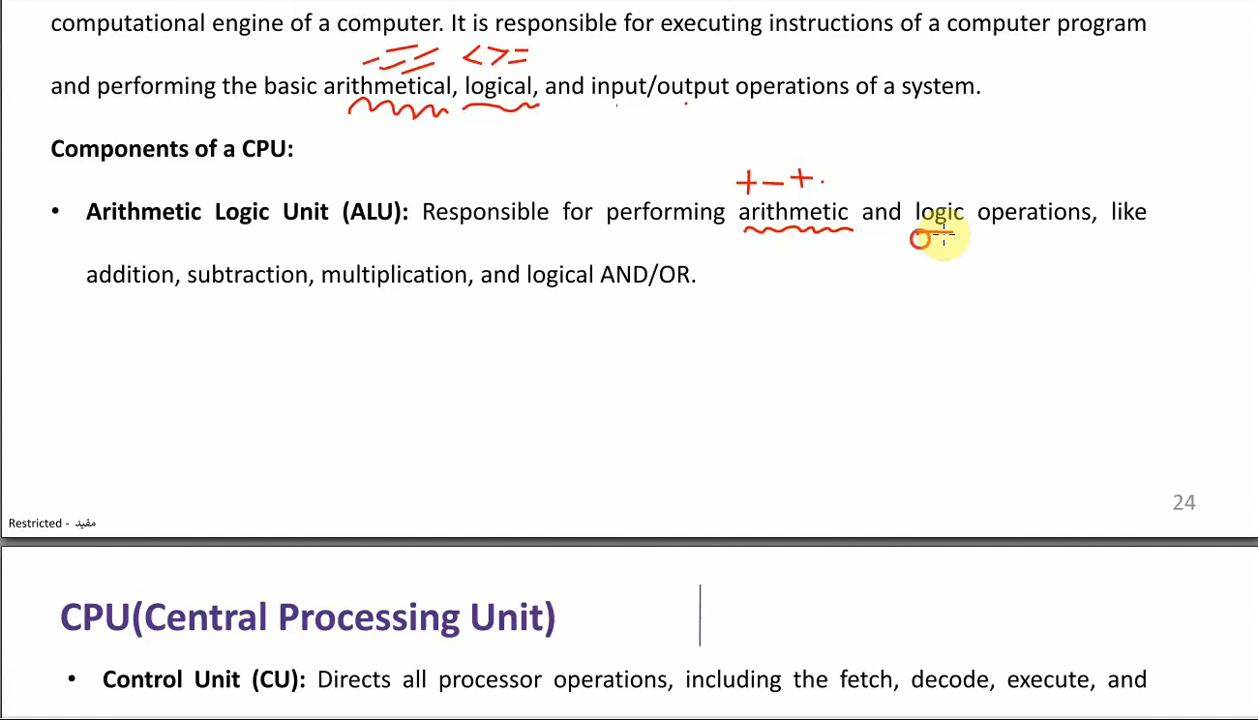 computational engine of a computer. It is responsible for executing instructions of a computer program
< > =
and performing the basic arithmetical, logical, and input/output operations of a system.
Components of a CPU:
+ - + .
• Arithmetic Logic Unit (ALU): Responsible for performing arithmetic and logic operations, like
addition, subtraction, multiplication, and logical AND/OR.
24
Restricted - مقيد
CPU(Central Processing Unit)
• Control Unit (CU): Directs all processor operations, including the fetch, decode, execute, and